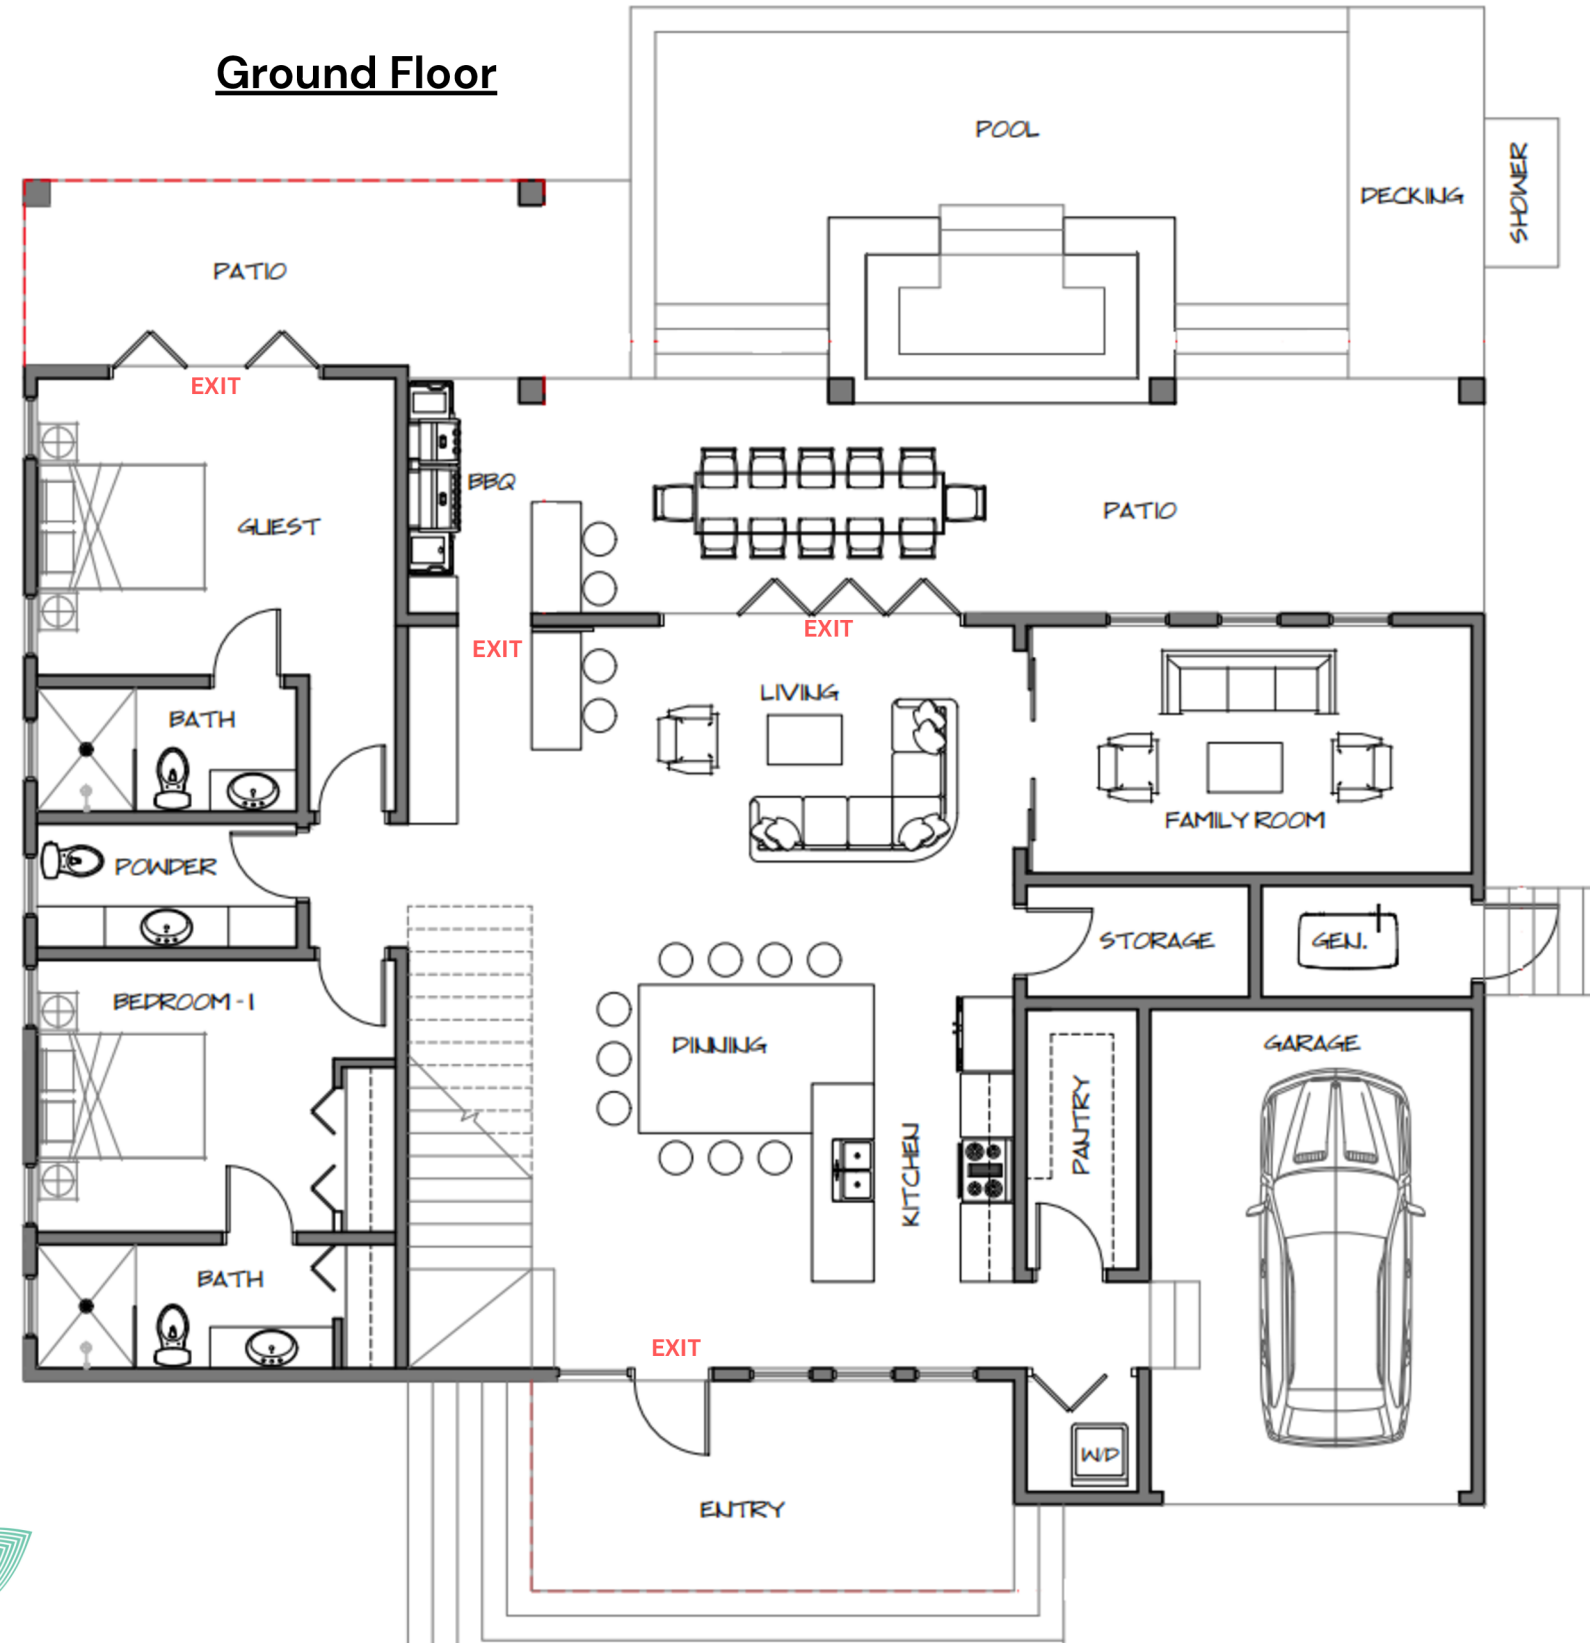 Ground Floor
POOL
DECKING
SHOWER
PATIO
EXIT
BBQ
GUEST
PATIO
EXIT
EXIT
LIVING
BATH
FAMILY ROOM
POWDER
STORAGE
GEN.
BEDROOM - 1
DINNING
GARAGE
PANTRY
KITCHEN
BATH
EXIT
W/D
ENTRY